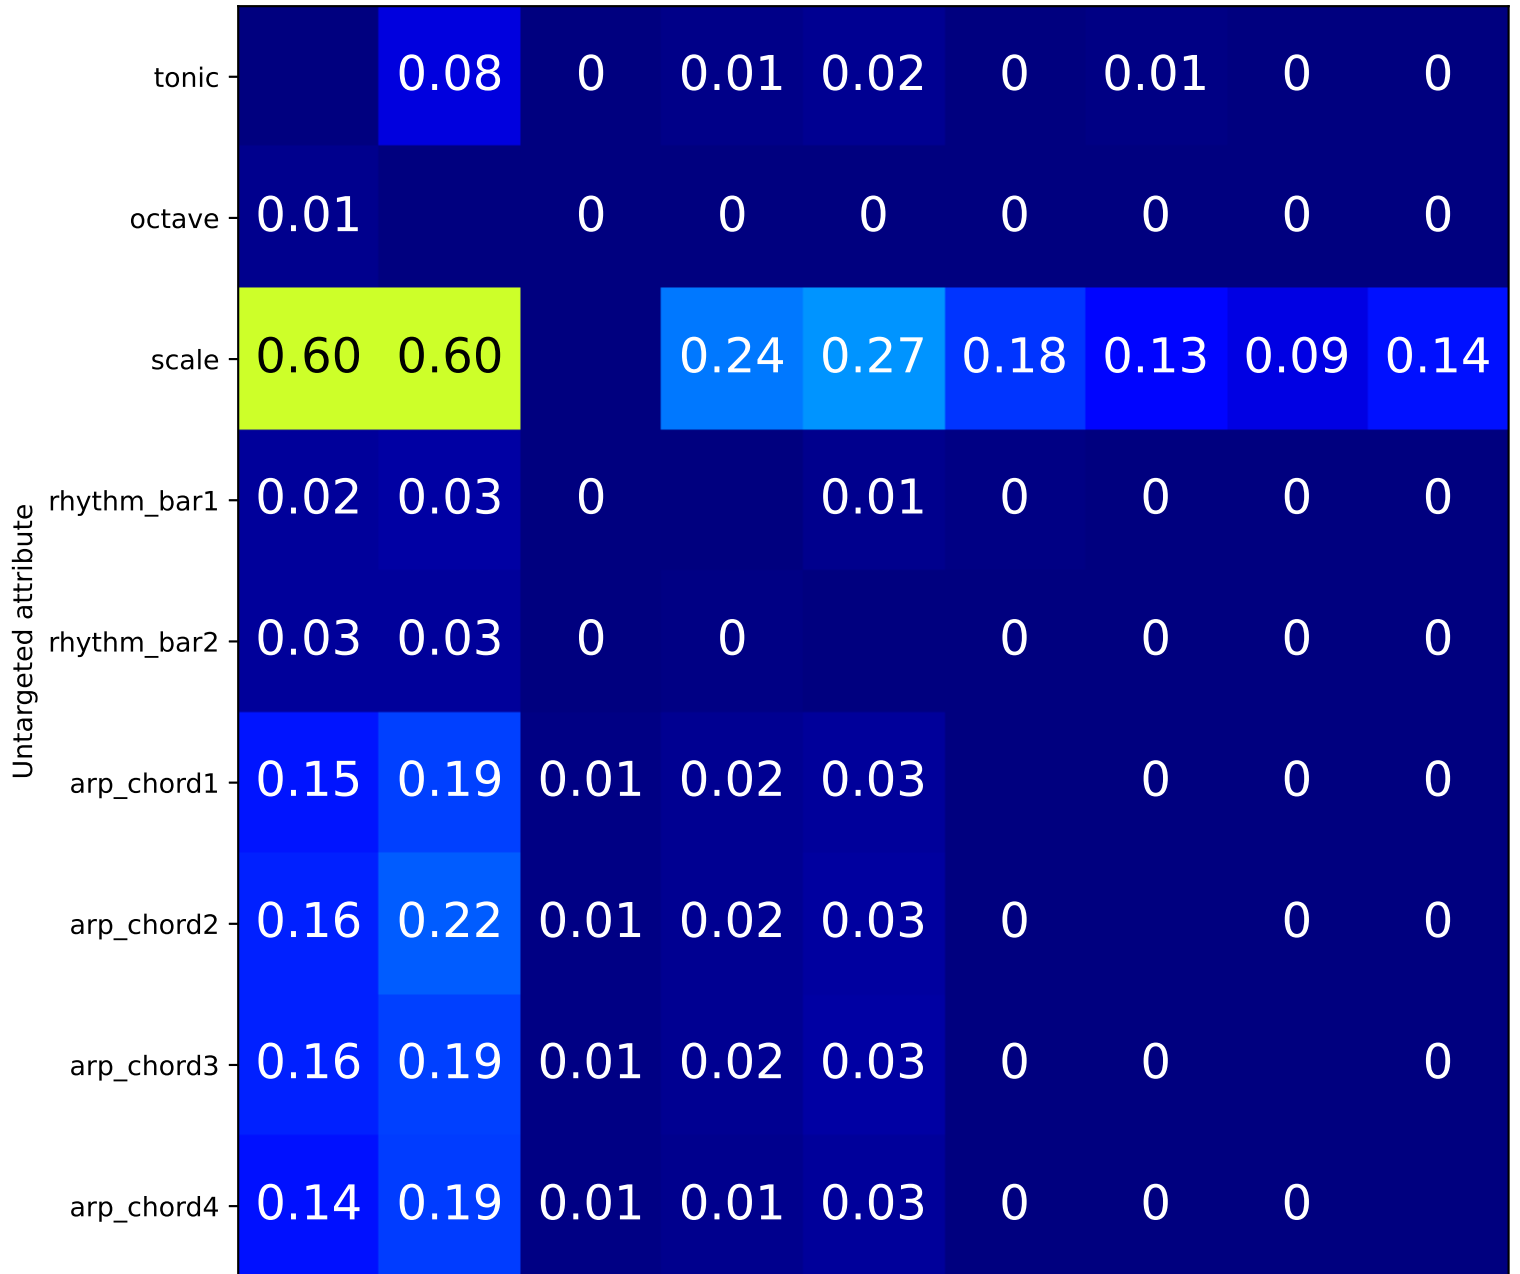 tonic 0.08 0 0.01 0.02 0 0.01 0 0
octave 0.01 0 0 0 0 0 0 0
scale 0.60 0.60 0.24 0.27 0.18 0.13 0.09 0.14
rhythm_bar1 0.02 0.03 0 0.01 0 0 0 0
rhythm_bar2 0.03 0.03 0 0 0 0 0 0
arp_chord1 0.15 0.19 0.01 0.02 0.03 0 0 0
arp_chord2 0.16 0.22 0.01 0.02 0.03 0 0 0
arp_chord3 0.16 0.19 0.01 0.02 0.03 0 0 0
arp_chord4 0.14 0.19 0.01 0.01 0.03 0 0 0
Untargeted attribute